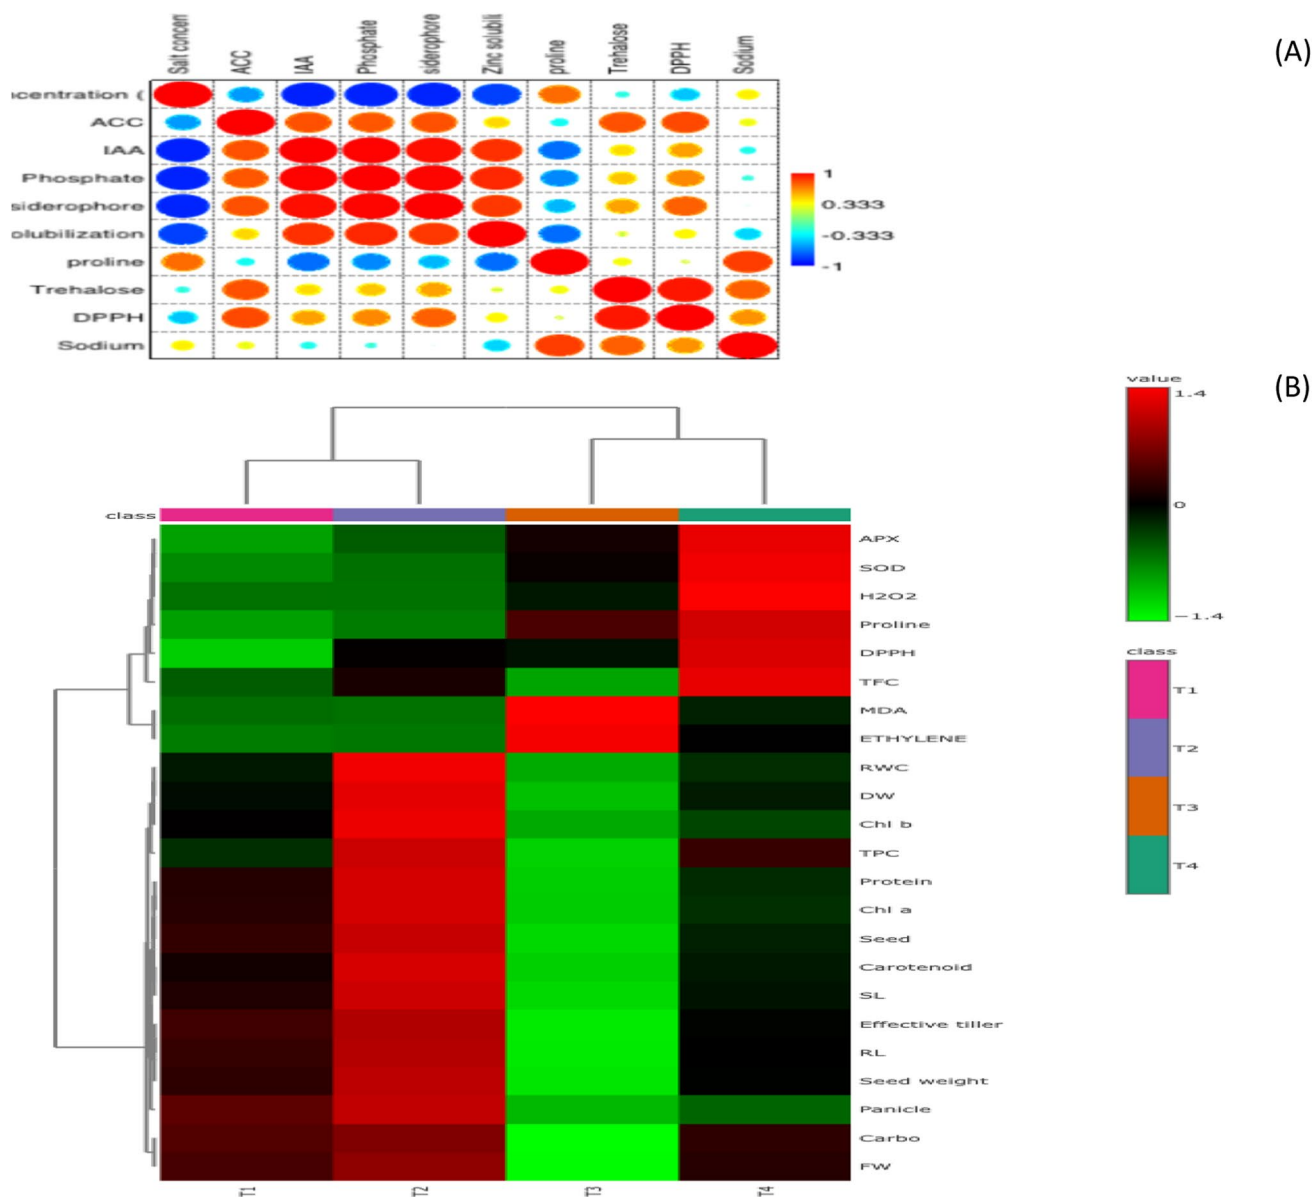 Salt concen
ACC
IAA
Phosphate
siderophore
Zinc solubili
proline
Trehalose
DPPH
Sodium
(A)
centration (
ACC
IAA
Phosphate
siderophore
olubilization
proline
Trehalose
DPPH
Sodium
1
0.333
-0.333
-1
(B)
value
1.4
0
−1.4
class
T1
T2
T3
T4
class
APX
SOD
H2O2
Proline
DPPH
TFC
MDA
ETHYLENE
RWC
DW
Chl b
TPC
Protein
Chl a
Seed
Carotenoid
SL
Effective tiller
RL
Seed weight
Panicle
Carbo
FW
T1
T2
T3
T4